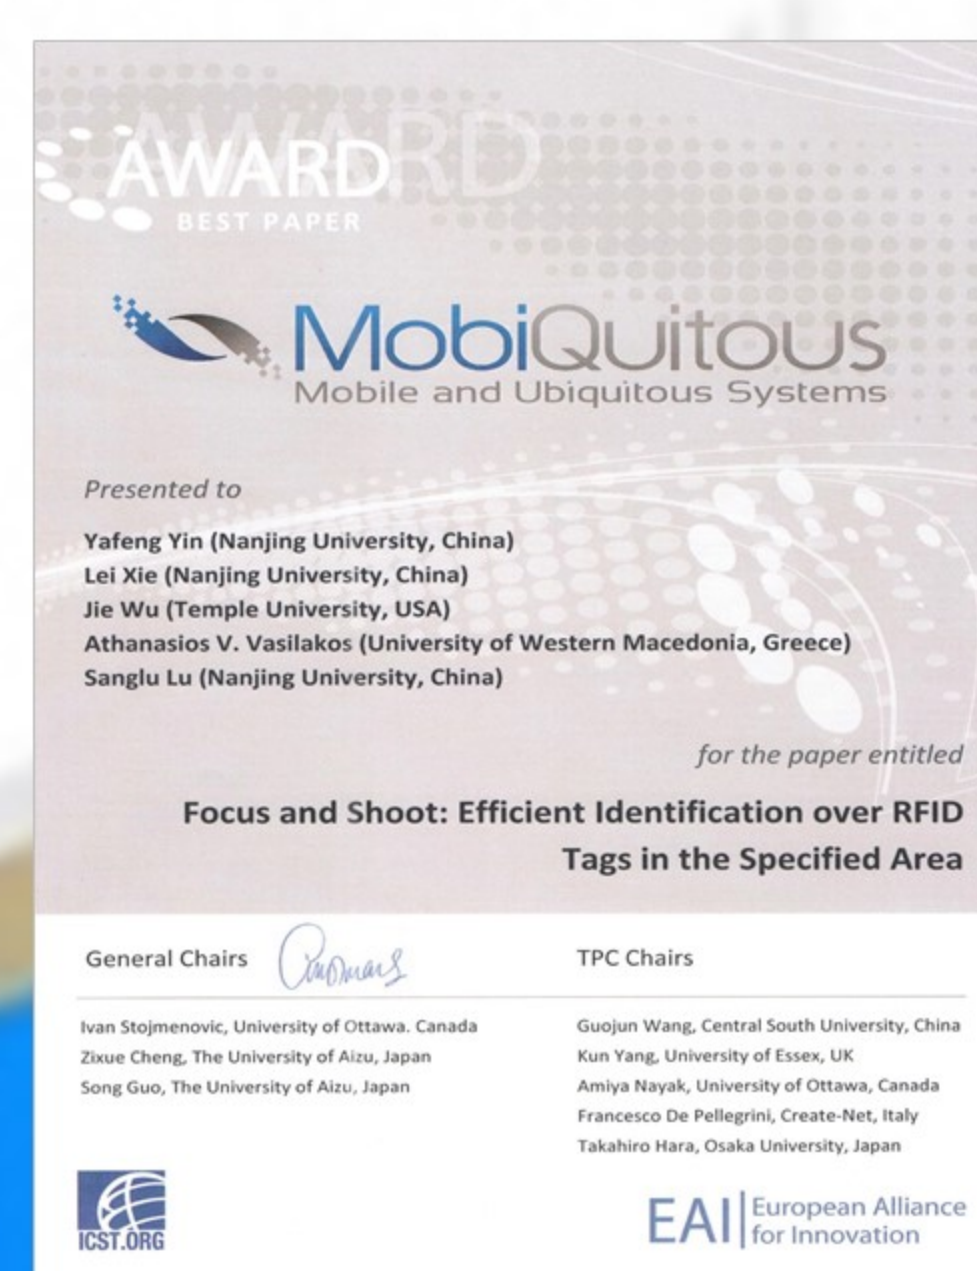 AWARD
BEST PAPER
MobiQuitous
Mobile and Ubiquitous Systems
Presented to
Yafeng Yin (Nanjing University, China)
Lei Xie (Nanjing University, China)
Jie Wu (Temple University, USA)
Athanasios V. Vasilakos (University of Western Macedonia, Greece)
Sanglu Lu (Nanjing University, China)
for the paper entitled
Focus and Shoot: Efficient Identification over RFID
Tags in the Specified Area
General Chairs
Ivan Stojmenovic, University of Ottawa. Canada
Zixue Cheng, The University of Aizu, Japan
Song Guo, The University of Aizu, Japan
TPC Chairs
Guojun Wang, Central South University, China
Kun Yang, University of Essex, UK
Amiya Nayak, University of Ottawa, Canada
Francesco De Pellegrini, Create-Net, Italy
Takahiro Hara, Osaka University, Japan
ICST.ORG
EAI European Alliance
for Innovation